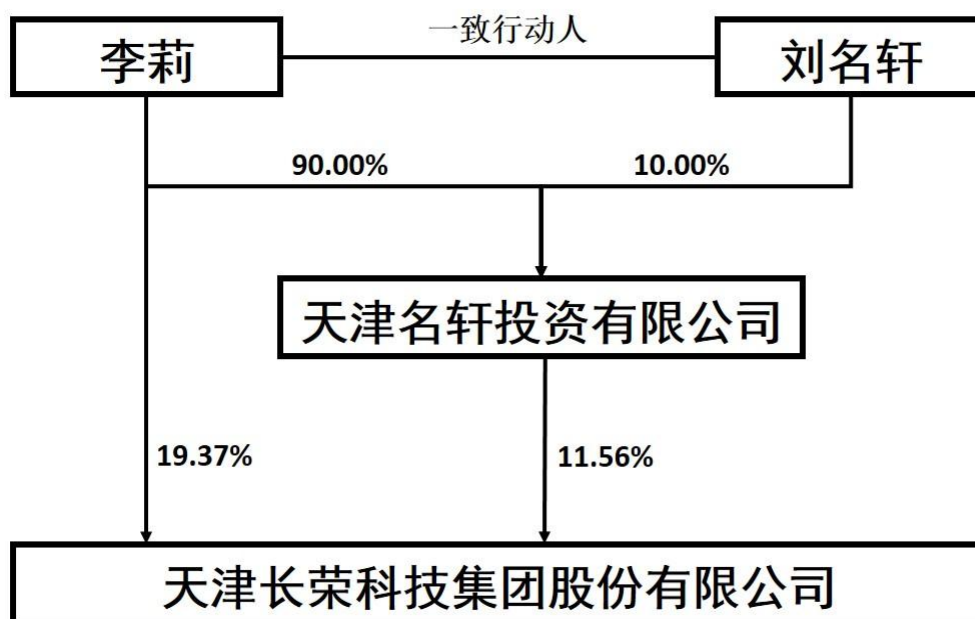 一致行动人
李莉
刘名轩
90.00%
10.00%
天津名轩投资有限公司
19.37%
11.56%
天津长荣科技集团股份有限公司